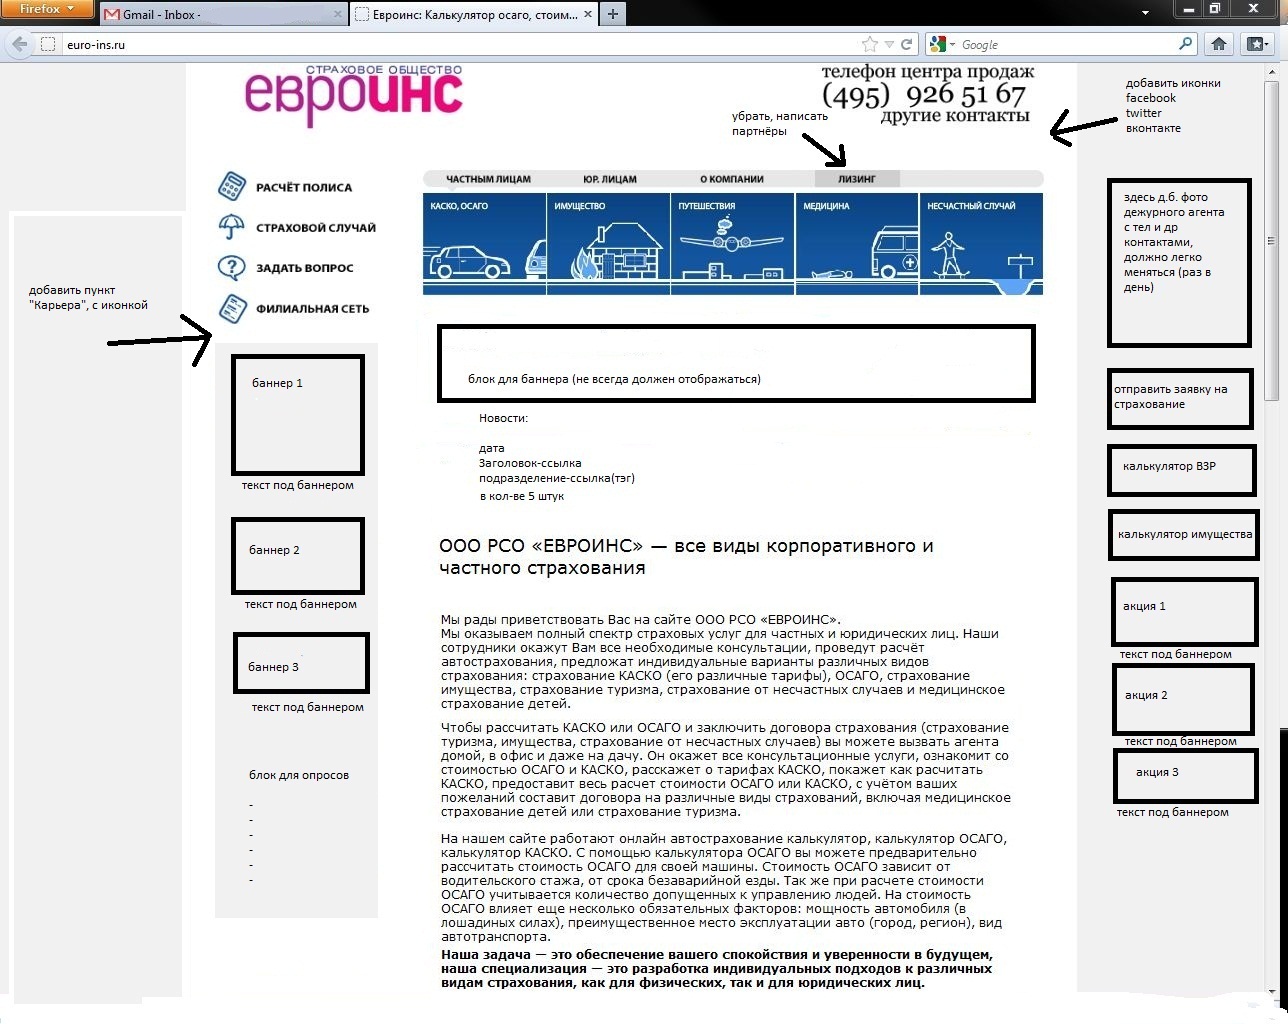 Firefox
Gmail - Inbox -
Евроинс: Калькулятор осаго, стоим...
euro-ins.ru
Google
СТРАХОВОЕ ОБЩЕСТВО
евроинс
телефон центра продаж
(495) 926 51 67
другие контакты
добавить иконки
facebook
twitter
вконтакте
убрать, написать
партнёры
ЧАСТНЫМ ЛИЦАМ
ЮР. ЛИЦАМ
О КОМПАНИИ
ЛИЗИНГ
РАСЧЁТ ПОЛИСА
СТРАХОВОЙ СЛУЧАЙ
ЗАДАТЬ ВОПРОС
ФИЛИАЛЬНАЯ СЕТЬ
КАСКО, ОСАГО
ИМУЩЕСТВО
ПУТЕШЕСТВИЯ
МЕДИЦИНА
НЕСЧАСТНЫЙ СЛУЧАЙ
добавить пункт
"Карьера", с иконкой
баннер 1
текст под баннером
баннер 2
текст под баннером
баннер 3
текст под баннером
блок для опросов
-
-
-
-
-
-
блок для баннера (не всегда должен отображаться)
Новости:
дата
Заголовок-ссылка
подразделение-ссылка(тэг)
в кол-ве 5 штук
ООО РСО «ЕВРОИНС» — все виды корпоративного и
частного страхования
Мы рады приветствовать Вас на сайте ООО РСО «ЕВРОИНС».
Мы оказываем полный спектр страховых услуг для частных и юридических лиц. Наши
сотрудники окажут Вам все необходимые консультации, проведут расчёт
автострахования, предложат индивидуальные варианты различных видов
страхования: страхование КАСКО (его различные тарифы), ОСАГО, страхование
имущества, страхование туризма, страхование от несчастных случаев и медицинское
страхование детей.
Чтобы рассчитать КАСКО или ОСАГО и заключить договора страхования (страхование
туризма, имущества, страхование от несчастных случаев) вы можете вызвать агента
домой, в офис и даже на дачу. Он окажет все консультационные услуги, ознакомит со
стоимостью ОСАГО и КАСКО, расскажет о тарифах КАСКО, покажет как расчитать
КАСКО, предоставит весь расчет стоимости ОСАГО или КАСКО, с учётом ваших
пожеланий составит договора на различные виды страхований, включая медицинское
страхование детей или страхование туризма.
На нашем сайте работают онлайн автострахование калькулятор, калькулятор ОСАГО,
калькулятор КАСКО. С помощью калькулятора ОСАГО вы можете предварительно
рассчитать стоимость ОСАГО для своей машины. Стоимость ОСАГО зависит от
водительского стажа, от срока безаварийной езды. Так же при расчете стоимости
ОСАГО учитывается количество допущенных к управлению людей. На стоимость
ОСАГО влияет еще несколько обязательных факторов: мощность автомобиля (в
лошадиных силах), преимущественное место эксплуатации авто (город, регион), вид
автотранспорта.
Наша задача — это обеспечение вашего спокойствия и уверенности в будущем,
наша специализация — это разработка индивидуальных подходов к различных
видам страхования, как для физических, так и для юридических лиц.
здесь д.б. фото
дежурного агента
с тел и др
контактами,
должно легко
меняться (раз в
день)
отправить заявку на
страхование
калькулятор ВЗР
калькулятор имущества
акция 1
текст под баннером
акция 2
текст под баннером
акция 3
текст под баннером